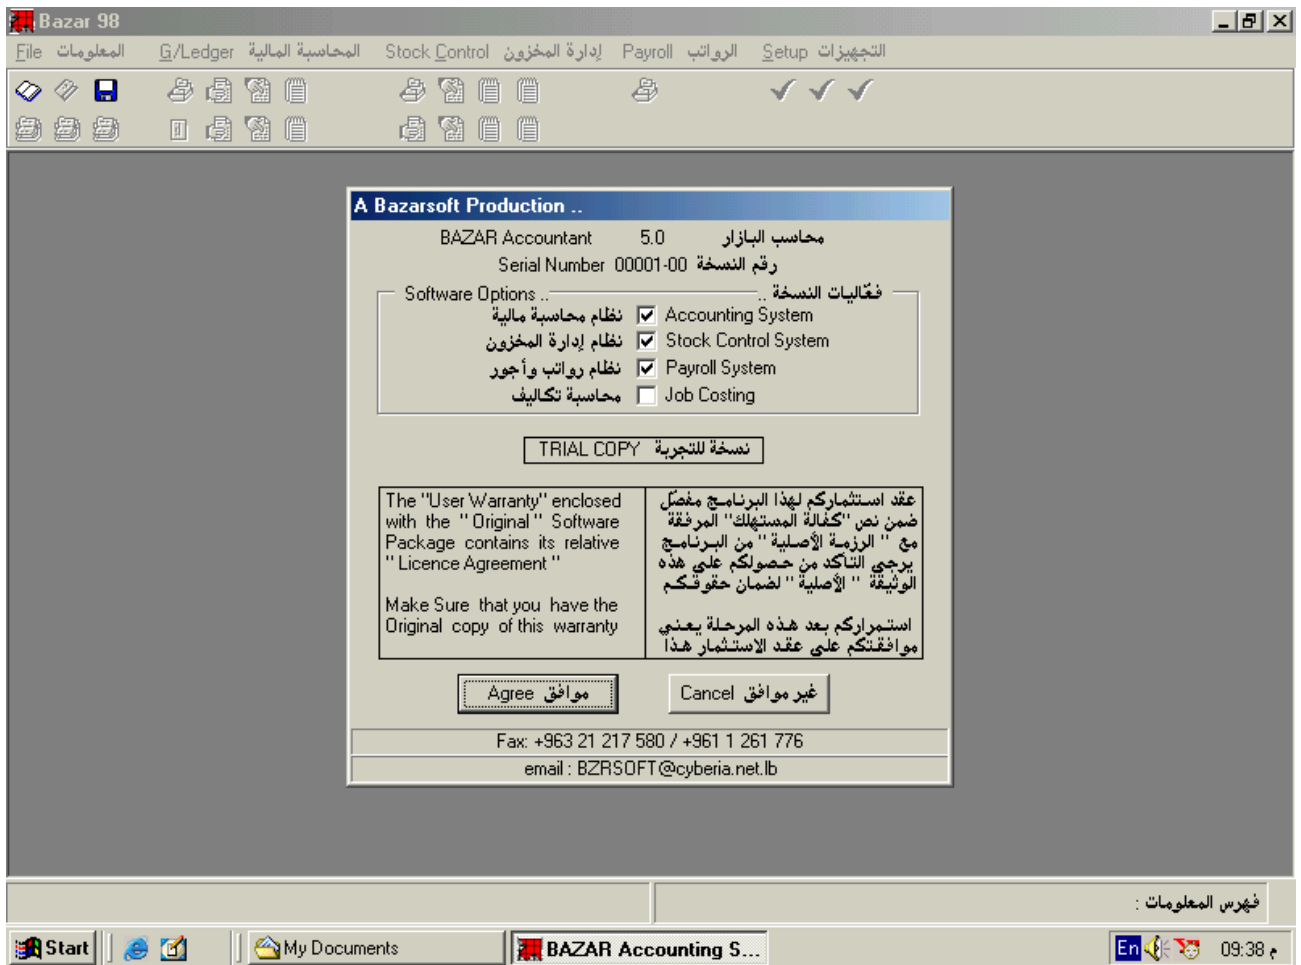 Bazar 98
File المعلومات G/Ledger المحاسبة المالية Stock Control إدارة المخزون Payroll الرواتب Setup التجهيزات
A Bazarsoft Production ..
BAZAR Accountant 5.0 محاسب البازار
Serial Number 00001-00 رقم النسخة
Software Options .. فعّاليات النسخة ..
نظام محاسبة مالية Accounting System
نظام إدارة المخزون Stock Control System
نظام رواتب وأجور Payroll System
محاسبة تكاليف Job Costing
TRIAL COPY نسخة للتجربة
The "User Warranty" enclosed
with the "Original" Software
Package contains its relative
"Licence Agreement"
Make Sure that you have the
Original copy of this warranty
عقد استثماركم لهذا البرنامج مفصّل
ضمن نص "كفالة المستهلك" المرفقة
مع "الرزمة الأصلية" من البرنامج
يرجى التأكد من حصولكم على هذه
الوثيقة "الأصلية" لضمان حقوقكم
استمراركم بعد هذه المرحلة يعني
موافقتكم على عقد الاستثمار هذا
Agree موافق
Cancel غير موافق
Fax: +963 21 217 580 / +961 1 261 776
email : BZRSOFT@cyberia.net.lb
فهرس المعلومات :
Start My Documents BAZAR Accounting S... En 09:38 م